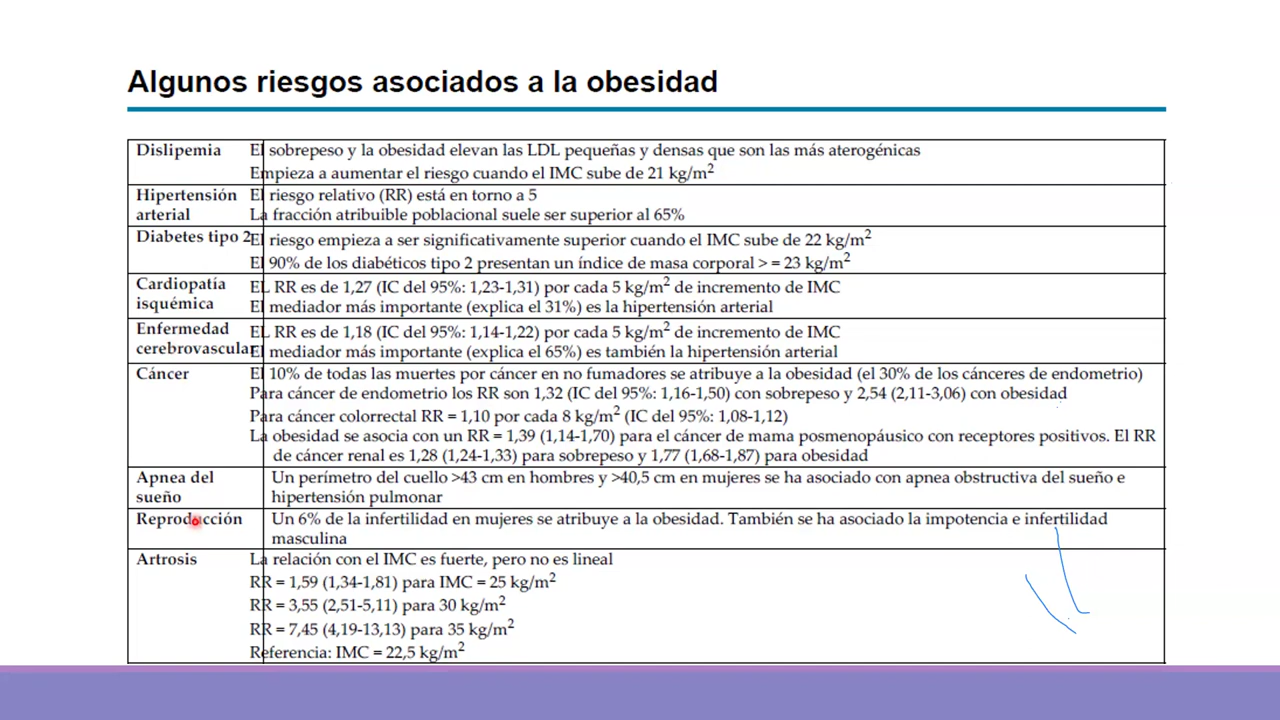 Algunos riesgos asociados a la obesidad
Dislipemia
El sobrepeso y la obesidad elevan las LDL pequeñas y densas que son las más aterogénicas
Empieza a aumentar el riesgo cuando el IMC sube de 21 kg/m²
Hipertensión
arterial
El riesgo relativo (RR) está en torno a 5
La fracción atribuible poblacional suele ser superior al 65%
Diabetes tipo 2
El riesgo empieza a ser significativamente superior cuando el IMC sube de 22 kg/m²
El 90% de los diabéticos tipo 2 presentan un índice de masa corporal > = 23 kg/m²
Cardiopatía
isquémica
EL RR es de 1,27 (IC del 95%: 1,23-1,31) por cada 5 kg/m² de incremento de IMC
El mediador más importante (explica el 31%) es la hipertensión arterial
Enfermedad
cerebrovascular
EL RR es de 1,18 (IC del 95%: 1,14-1,22) por cada 5 kg/m² de incremento de IMC
El mediador más importante (explica el 65%) es también la hipertensión arterial
Cáncer
El 10% de todas las muertes por cáncer en no fumadores se atribuye a la obesidad (el 30% de los cánceres de endometrio)
Para cáncer de endometrio los RR son 1,32 (IC del 95%: 1,16-1,50) con sobrepeso y 2,54 (2,11-3,06) con obesidad
Para cáncer colorrectal RR = 1,10 por cada 8 kg/m² (IC del 95%: 1,08-1,12)
La obesidad se asocia con un RR = 1,39 (1,14-1,70) para el cáncer de mama posmenopáusico con receptores positivos. El RR
de cáncer renal es 1,28 (1,24-1,33) para sobrepeso y 1,77 (1,68-1,87) para obesidad
Apnea del
sueño
Un perímetro del cuello >43 cm en hombres y >40,5 cm en mujeres se ha asociado con apnea obstructiva del sueño e
hipertensión pulmonar
Reproducción
Un 6% de la infertilidad en mujeres se atribuye a la obesidad. También se ha asociado la impotencia e infertilidad
masculina
Artrosis
La relación con el IMC es fuerte, pero no es lineal
RR = 1,59 (1,34-1,81) para IMC = 25 kg/m²
RR = 3,55 (2,51-5,11) para 30 kg/m²
RR = 7,45 (4,19-13,13) para 35 kg/m²
Referencia: IMC = 22,5 kg/m²